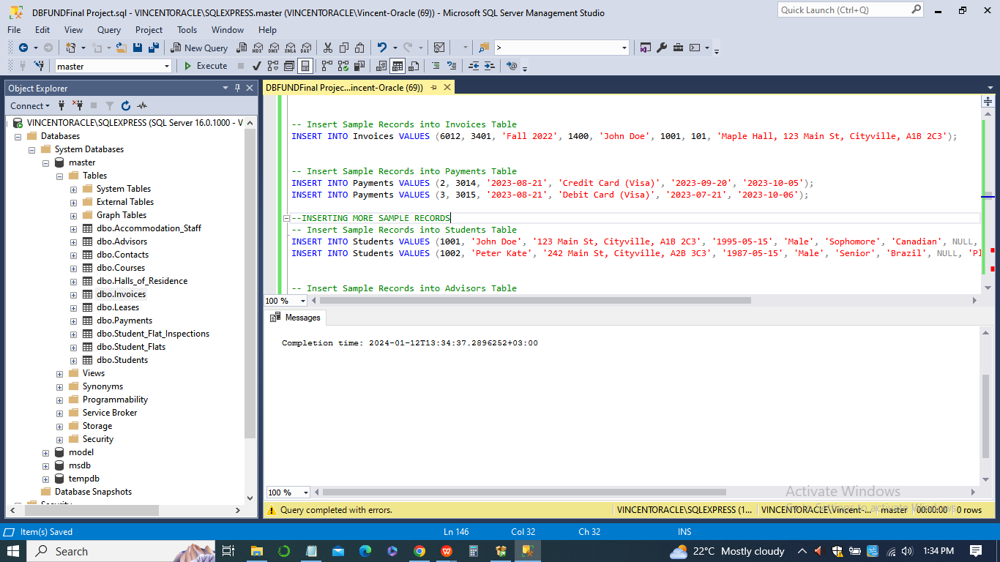 DBFUNDFinal Project.sql - VINCENTORACLE\SQLEXPRESS.master (VINCENTORACLE\Vincent-Oracle (69)) - Microsoft SQL Server Management Studio
Quick Launch (Ctrl+Q)
File Edit View Query Project Tools Window Help
New Query
MDX DMX XMLA DAX
>
master
Execute
Object Explorer
Connect
VINCENTORACLE\SQLEXPRESS (SQL Server 16.0.1000 - V
Databases
System Databases
master
Tables
System Tables
External Tables
Graph Tables
dbo.Accommodation_Staff
dbo.Advisors
dbo.Contacts
dbo.Courses
dbo.Halls_of_Residence
dbo.Invoices
dbo.Leases
dbo.Payments
dbo.Student_Flat_Inspections
dbo.Student_Flats
dbo.Students
Views
Synonyms
Programmability
Service Broker
Storage
Security
model
msdb
tempdb
Database Snapshots
DBFUNDFinal Projec...incent-Oracle (69))
-- Insert Sample Records into Invoices Table
INSERT INTO Invoices VALUES (6012, 3401, 'Fall 2022', 1400, 'John Doe', 1001, 101, 'Maple Hall, 123 Main St, Cityville, A1B 2C3');
-- Insert Sample Records into Payments Table
INSERT INTO Payments VALUES (2, 3014, '2023-08-21', 'Credit Card (Visa)', '2023-09-20', '2023-10-05');
INSERT INTO Payments VALUES (3, 3015, '2023-08-21', 'Debit Card (Visa)', '2023-07-21', '2023-10-06');
--INSERTING MORE SAMPLE RECORDS
-- Insert Sample Records into Students Table
INSERT INTO Students VALUES (1001, 'John Doe', '123 Main St, Cityville, A1B 2C3', '1995-05-15', 'Male', 'Sophomore', 'Canadian', NULL,
INSERT INTO Students VALUES (1002, 'Peter Kate', '242 Main St, Cityville, A2B 3C3', '1987-05-15', 'Male', 'Senior', 'Brazil', NULL, 'Pl
-- Insert Sample Records into Advisors Table
100 %
Messages
Completion time: 2024-01-12T13:34:37.2896252+03:00
100 %
Activate Windows
Go to Settings to activate Windows.
Query completed with errors.
VINCENTORACLE\SQLEXPRESS (1... VINCENTORACLE\Vincent-... master 00:00:00 0 rows
Item(s) Saved
Ln 146 Col 32 Ch 32 INS
Search
22°C Mostly cloudy
1:34 PM